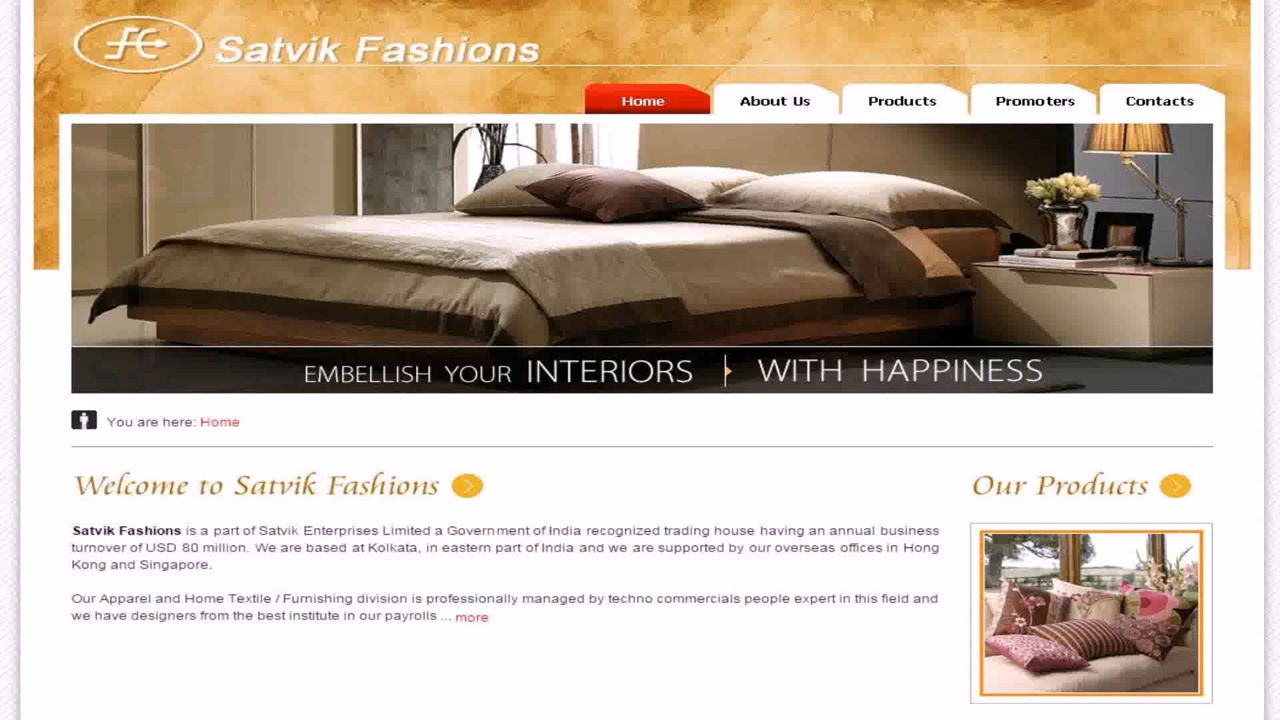 Satvik Fashions
Home About Us Products Promoters Contacts
EMBELLISH YOUR INTERIORS WITH HAPPINESS
You are here: Home
Welcome to Satvik Fashions
Satvik Fashions is a part of Satvik Enterprises Limited a Government of India recognized trading house having an annual business
turnover of USD 80 million. We are based at Kolkata, in eastern part of India and we are supported by our overseas offices in Hong
Kong and Singapore.
Our Apparel and Home Textile / Furnishing division is professionally managed by techno commercials people expert in this field and
we have designers from the best institute in our payrolls ... more
Our Products